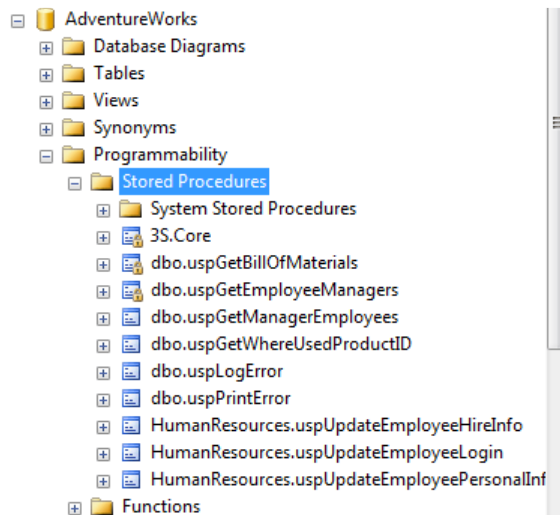 AdventureWorks
Database Diagrams
Tables
Views
Synonyms
Programmability
Stored Procedures
System Stored Procedures
3S.Core
dbo.uspGetBillOfMaterials
dbo.uspGetEmployeeManagers
dbo.uspGetManagerEmployees
dbo.uspGetWhereUsedProductID
dbo.uspLogError
dbo.uspPrintError
HumanResources.uspUpdateEmployeeHireInfo
HumanResources.uspUpdateEmployeeLogin
HumanResources.uspUpdateEmployeePersonalInf
Functions